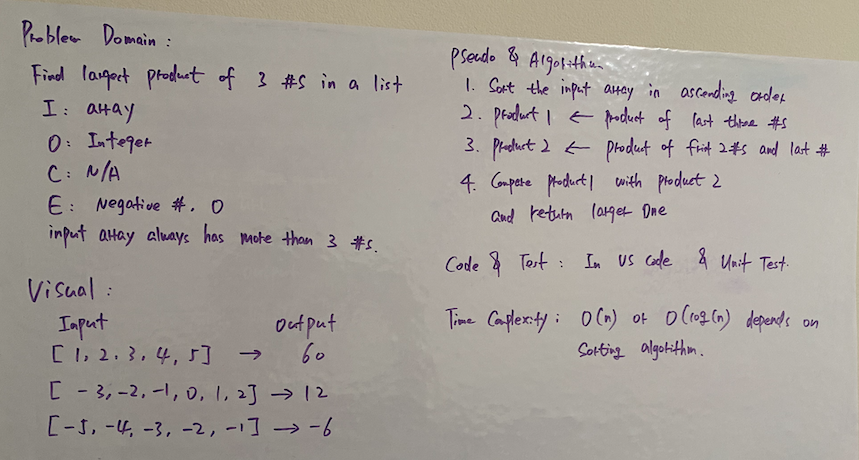 Problem Domain :
Find largest product of 3 #s in a list
I : array
O : Integer
C : N/A
E : Negative #. 0
input array always has more than 3 #s.
Visual :
Input Output
[1, 2, 3, 4, 5] → 60
[-3, -2, -1, 0, 1, 2] → 12
[-5, -4, -3, -2, -1] → -6
Pseudo & Algorithm
1. Sort the input array in ascending order
2. product 1 ← product of last three #s
3. product 2 ← product of first 2 #s and last #
4. Compare product 1 with product 2
and return larger one
Code & Test : In VS code & Unit Test.
Time Complexity : O(n) or O(log(n) depends on
Sorting algorithm.